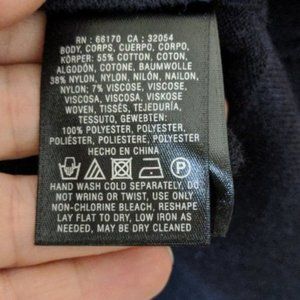 RN : 66170 CA : 32054
BODY, CORPS, CUERPO, CORPO,
KÖRPER: 55% COTTON, COTON,
ALGODÓN, COTONE, BAUMWOLLE
38% NYLON, NYLON, NILÓN, NAILON,
NYLON; 7% VISCOSE, VISCOSE,
VISCOSA, VISCOSA, VISKOSE
WOVEN, TISSÉS, TEJEDURÍA,
TESSUTO, GEWEBTEN:
100% POLYESTER, POLYESTER,
POLIÉSTER, POLIESTERE, POLYESTER
HECHO EN CHINA
HAND WASH COLD SEPARATELY, DO
NOT WRING OR TWIST, USE ONLY
NON-CHLORINE BLEACH, RESHAPE
LAY FLAT TO DRY, LOW IRON AS
NEEDED, MAY BE DRY CLEANED